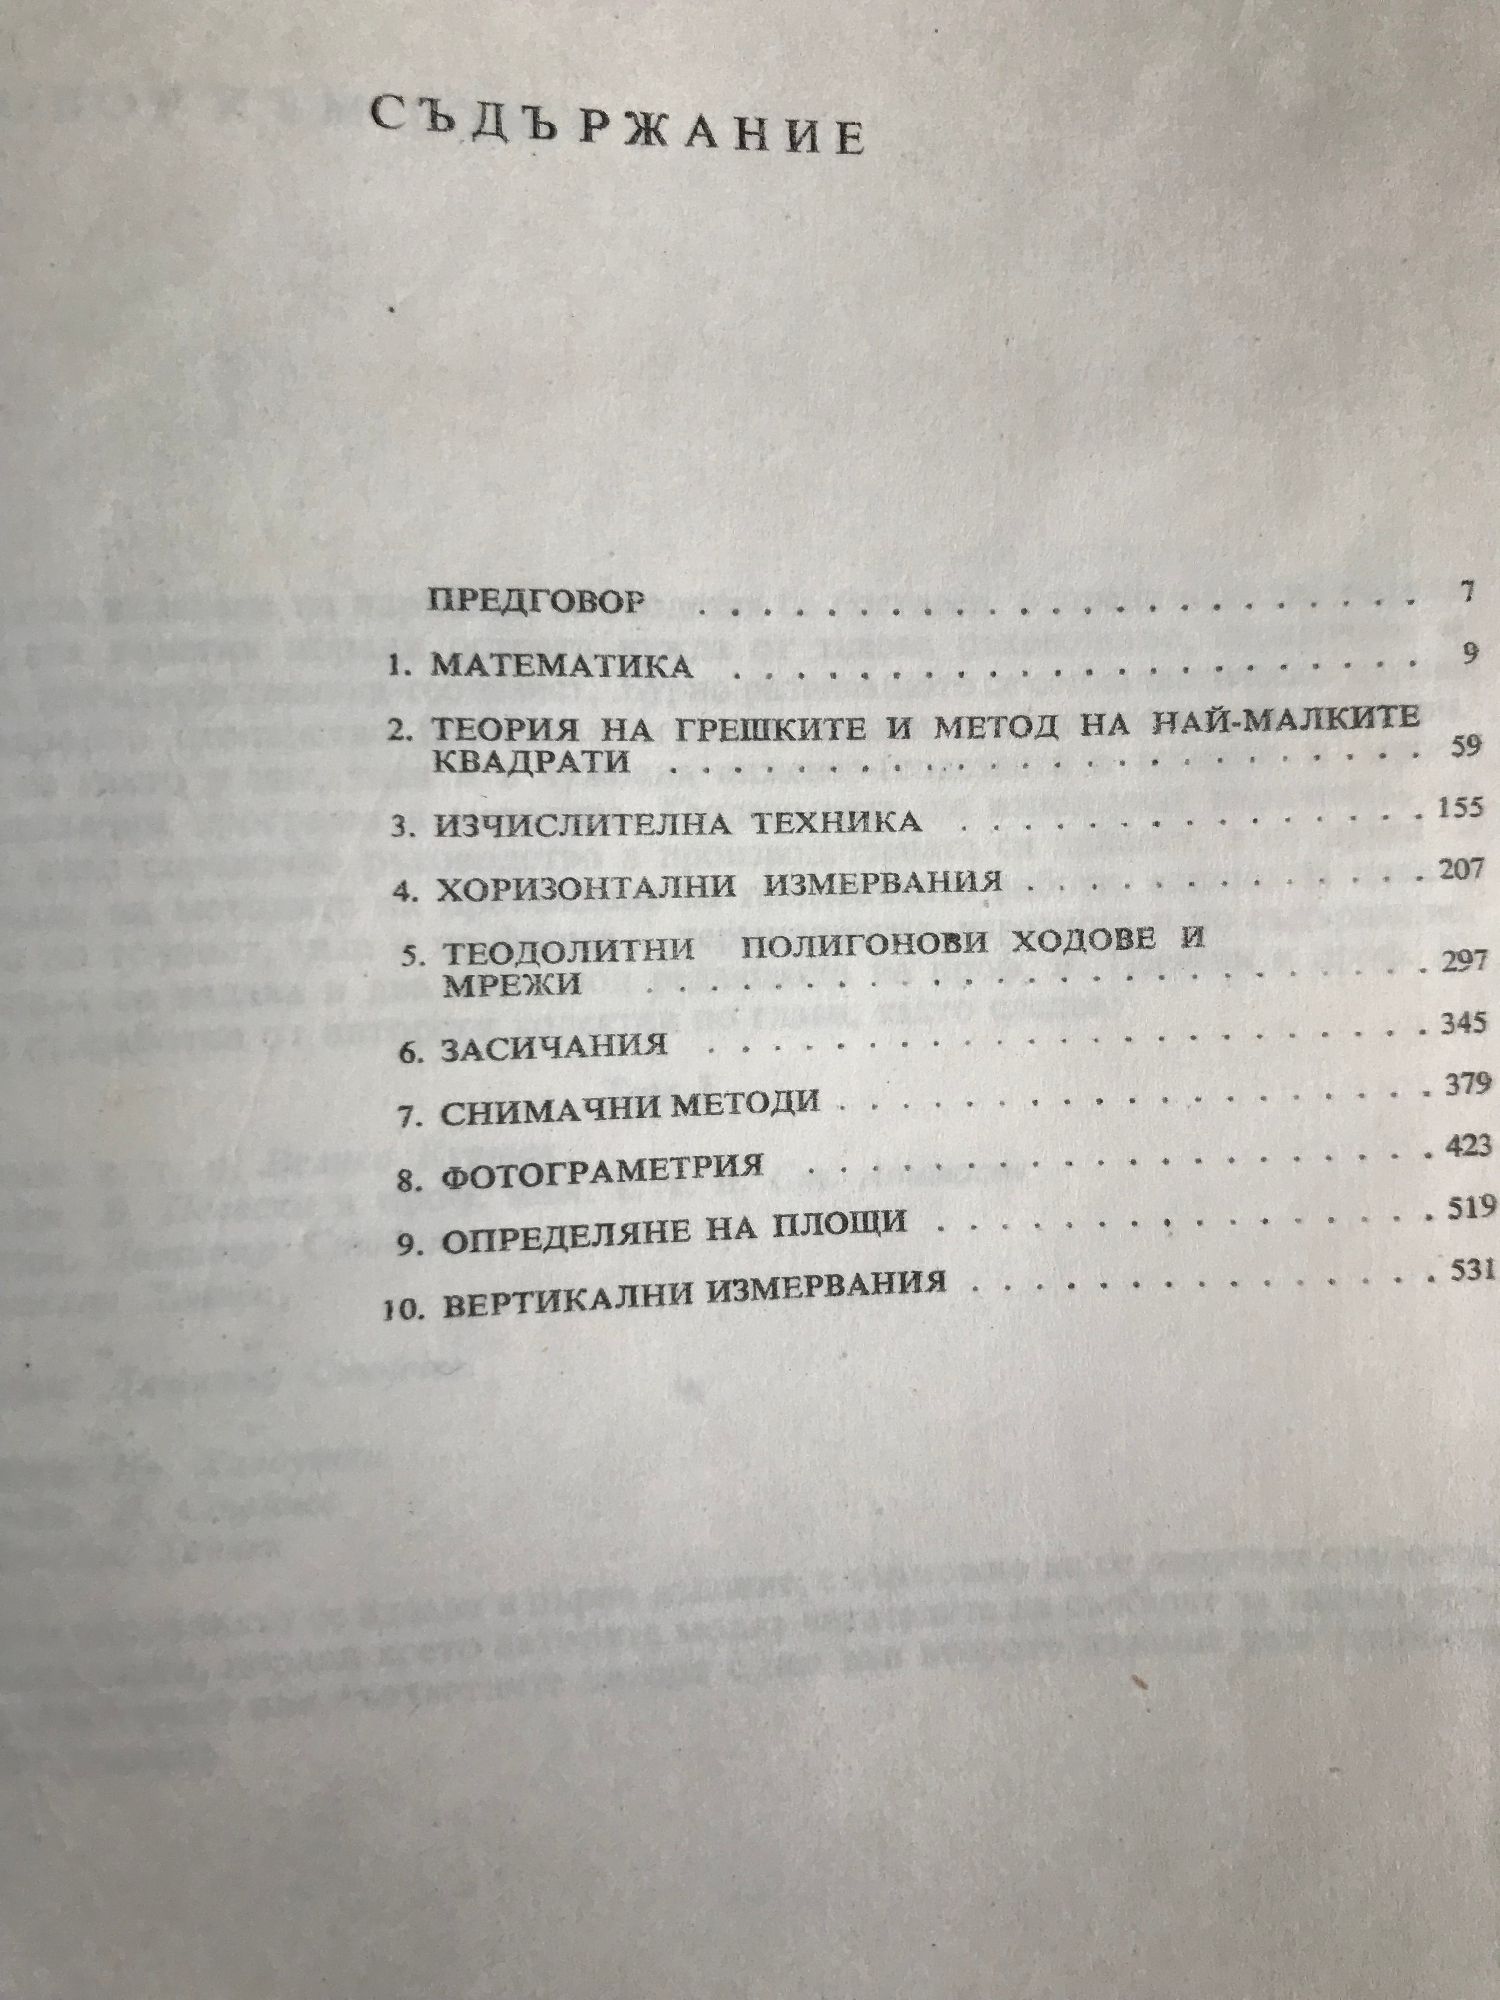 СЪДЪРЖАНИЕ
ПРЕДГОВОР . . . . . . . . . . . . . . . . . . . . . . . 7
1. МАТЕМАТИКА . . . . . . . . . . . . . . . . . . . . . . 9
2. ТЕОРИЯ НА ГРЕШКИТЕ И МЕТОД НА НАЙ-МАЛКИТЕ
КВАДРАТИ . . . . . . . . . . . . . . . . . . . . . . . . 59
3. ИЗЧИСЛИТЕЛНА ТЕХНИКА . . . . . . . . . . . . . . . 155
4. ХОРИЗОНТАЛНИ ИЗМЕРВАНИЯ . . . . . . . . . . . . . 207
5. ТЕОДОЛИТНИ ПОЛИГОНОВИ ХОДОВЕ И
МРЕЖИ . . . . . . . . . . . . . . . . . . . . . . . . . 297
6. ЗАСИЧАНИЯ . . . . . . . . . . . . . . . . . . . . . . . 345
7. СНИМАЧНИ МЕТОДИ . . . . . . . . . . . . . . . . . . . 379
8. ФОТОГРАМЕТРИЯ . . . . . . . . . . . . . . . . . . . . 423
9. ОПРЕДЕЛЯНЕ НА ПЛОЩИ . . . . . . . . . . . . . . . . 519
10. ВЕРТИКАЛНИ ИЗМЕРВАНИЯ . . . . . . . . . . . . . . . 531